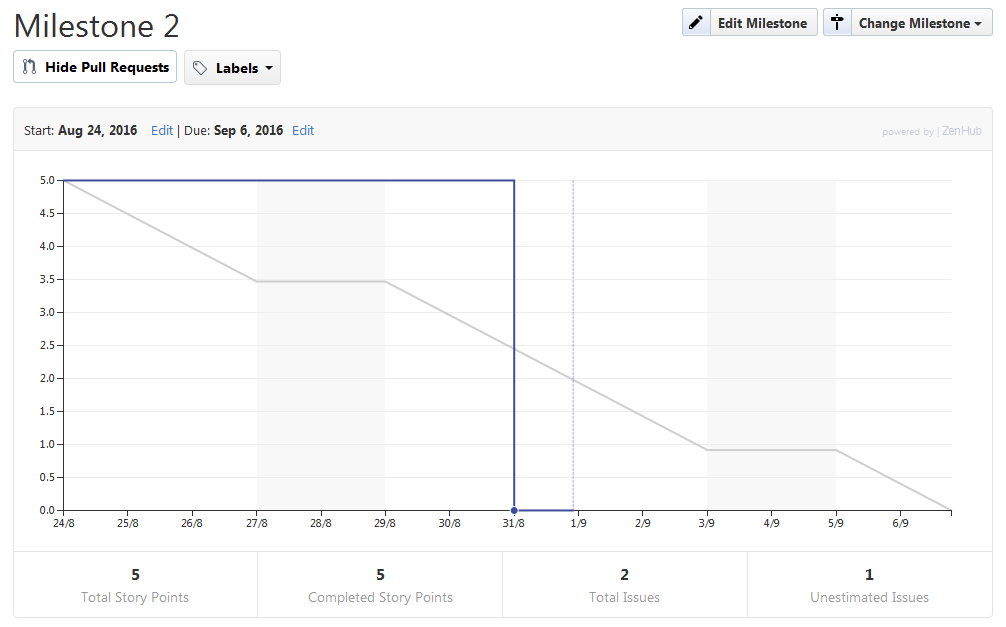 Milestone 2
Edit Milestone
Change Milestone
Hide Pull Requests
Labels
Start: Aug 24, 2016 Edit | Due: Sep 6, 2016 Edit
powered by | ZenHub
5.0
4.5
4.0
3.5
3.0
2.5
2.0
1.5
1.0
0.5
0.0
24/8 25/8 26/8 27/8 28/8 29/8 30/8 31/8 1/9 2/9 3/9 4/9 5/9 6/9
5 5 2 1
Total Story Points Completed Story Points Total Issues Unestimated Issues